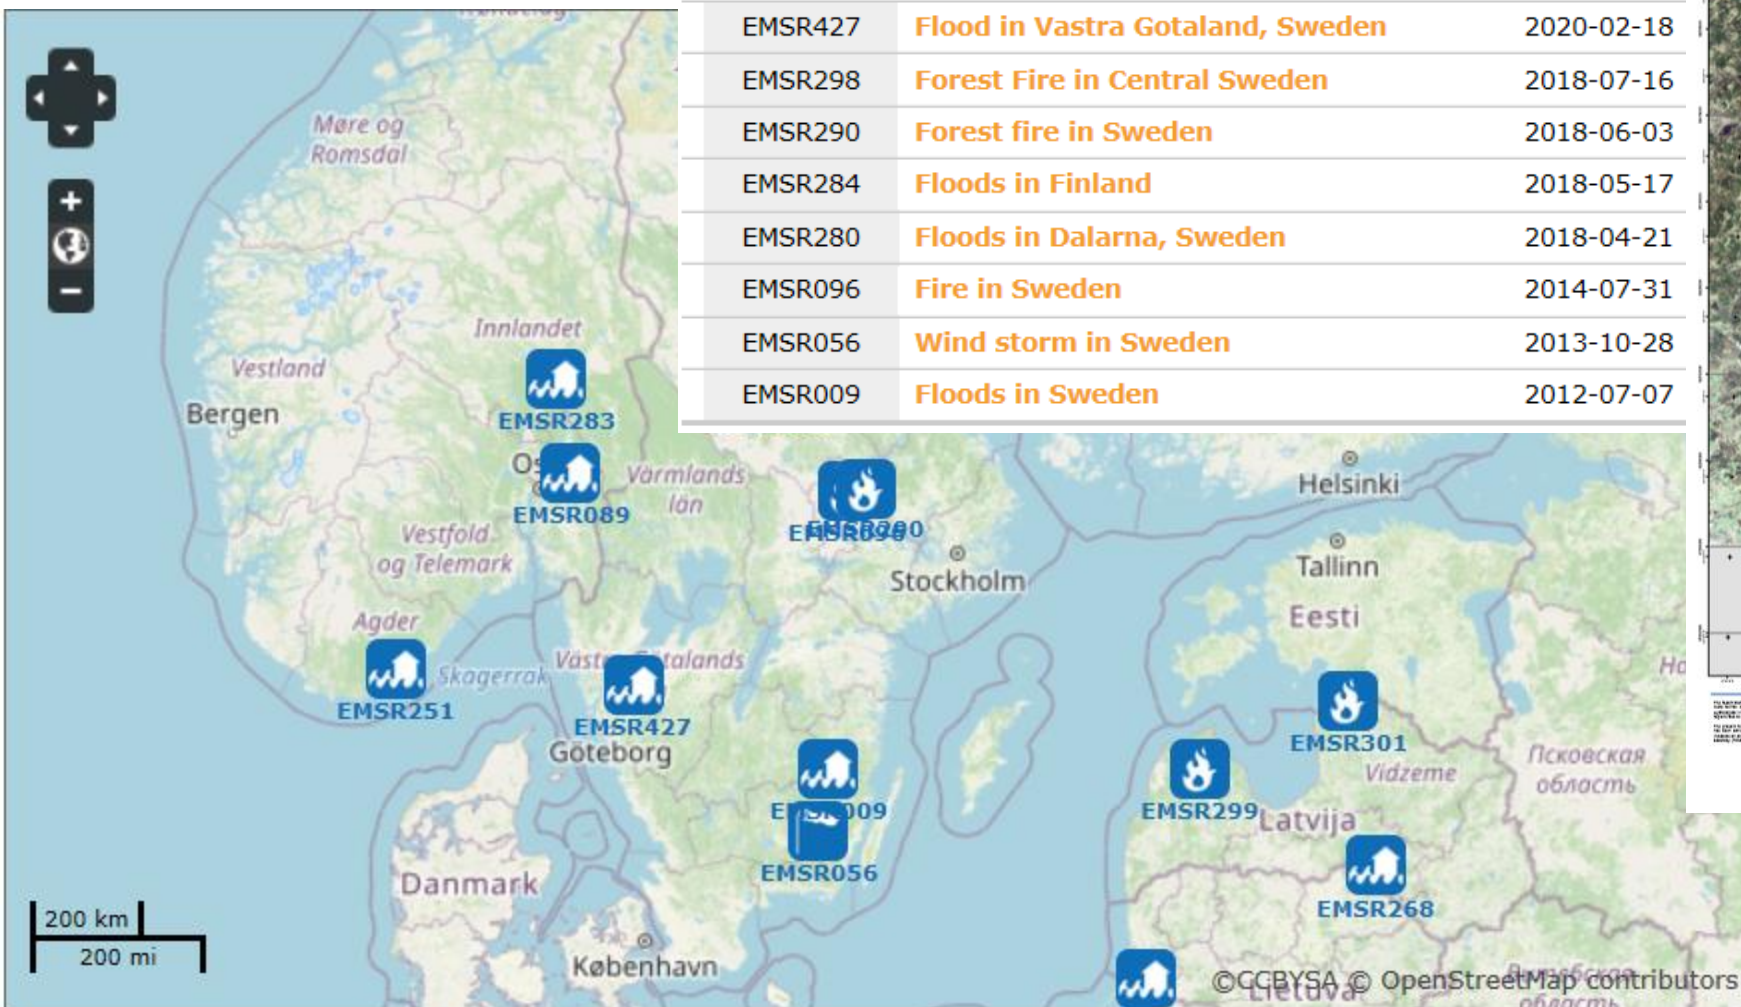 EMSR427 Flood in Vastra Gotaland, Sweden 2020-02-18
EMSR298 Forest Fire in Central Sweden 2018-07-16
EMSR290 Forest fire in Sweden 2018-06-03
EMSR284 Floods in Finland 2018-05-17
EMSR280 Floods in Dalarna, Sweden 2018-04-21
EMSR096 Fire in Sweden 2014-07-31
EMSR056 Wind storm in Sweden 2013-10-28
EMSR009 Floods in Sweden 2012-07-07
Møre og
Romsdal
Innlandet
Vestland
Bergen
EMSR283
Värmlands
län
EMSR089
Vestfold
og Telemark
Helsinki
Tallinn
Stockholm
Eesti
Agder
Skagerrak
EMSR251
EMSR427
Göteborg
EMSR301
Vidzeme
Псковская
область
EMSR299
Latvija
EMSR009
EMSR056
EMSR268
Danmark
København
200 km
200 mi
©CCBYSA © OpenStreetMap contributors